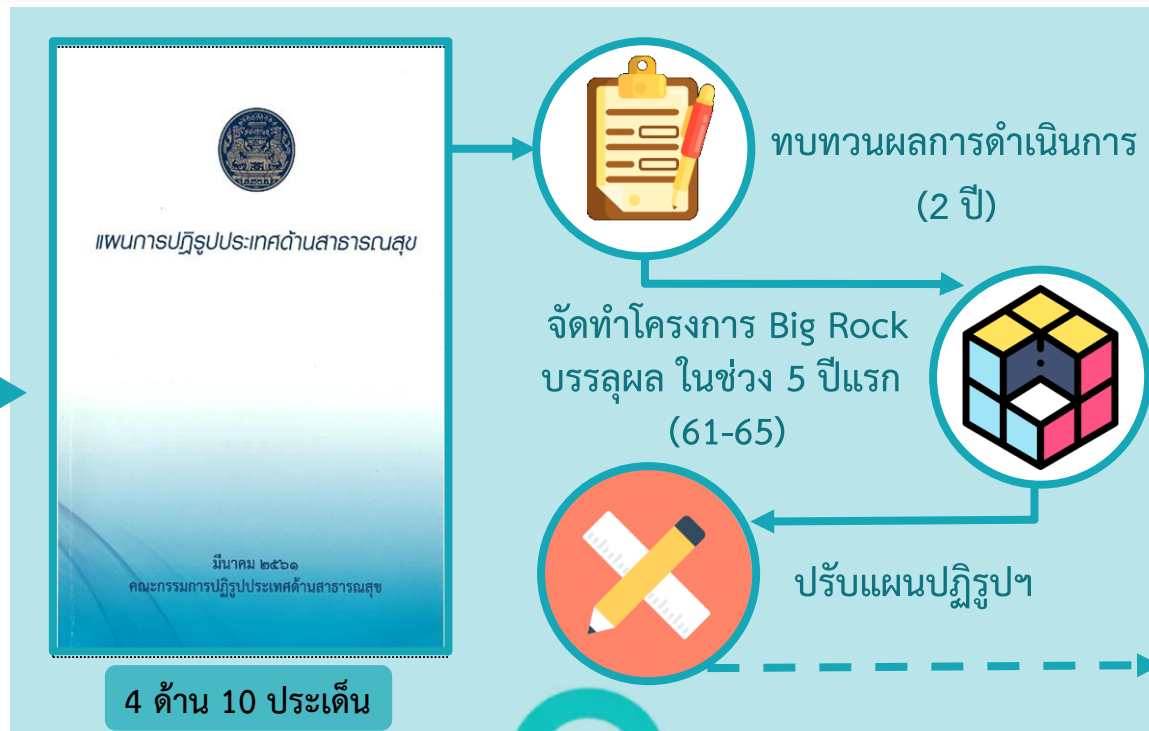 แผนการปฏิรูปประเทศด้านสาธารณสุข
มีนาคม ๒๕๖๑
คณะกรรมการปฏิรูปประเทศด้านสาธารณสุข
4 ด้าน 10 ประเด็น
ทบทวนผลการดำเนินการ
(2 ปี)
จัดทำโครงการ Big Rock
บรรลุผล ในช่วง 5 ปีแรก
(61-65)
ปรับแผนปฏิรูปฯ